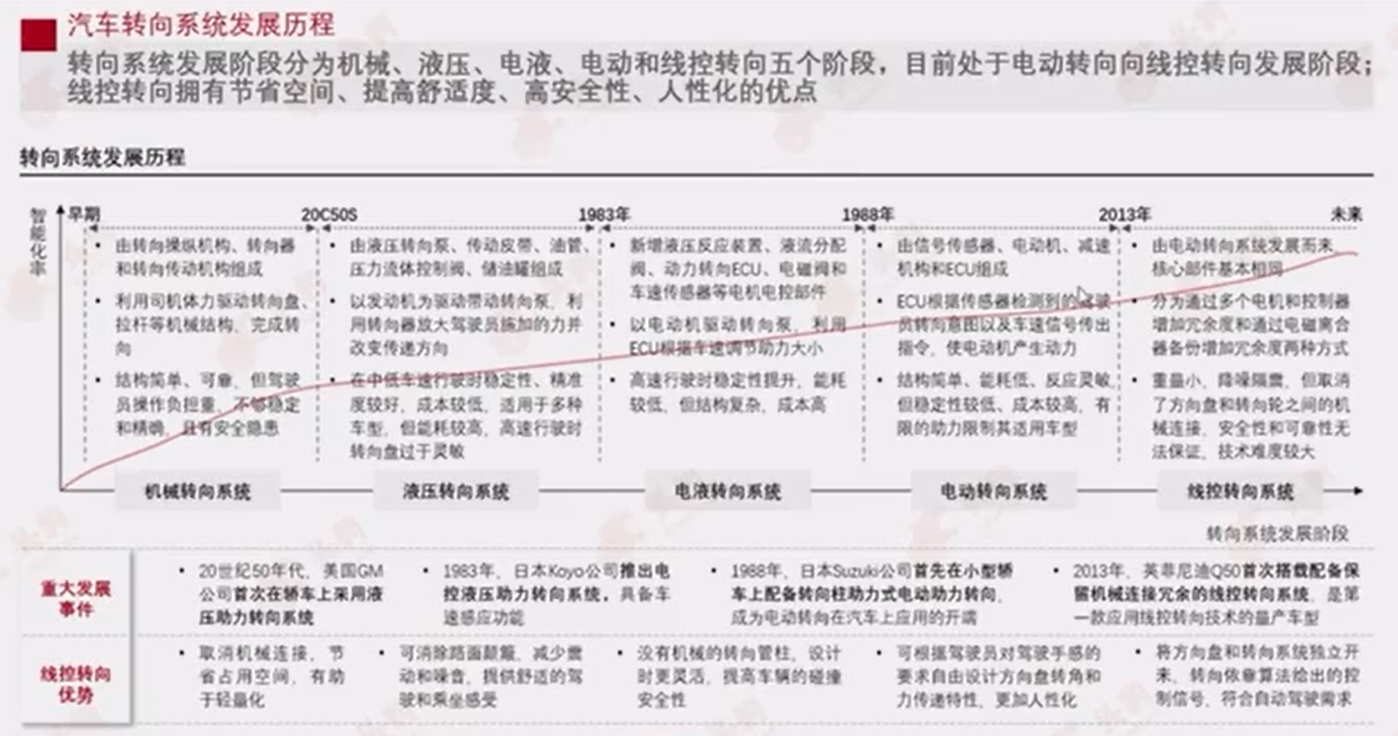 汽车转向系统发展历程
转向系统发展阶段分为机械、液压、电液、电动和线控转向五个阶段，目前处于电动转向向线控转向发展阶段；
线控转向拥有节省空间、提高舒适度、高安全性、人性化的优点
转向系统发展历程
智能化率
早期
20C50S
1983年
1988年
2013年
未来
• 由转向操纵机构、转向器
和转向传动机构组成
• 利用司机体力驱动转向盘、
拉杆等机械结构，完成转
向
• 结构简单、可靠，但驾驶
员操作负担重，不够稳定
和精确，且有安全隐患
• 由液压转向泵、传动皮带、油管、
压力流体控制阀、储油罐组成
• 以发动机为驱动带动转向泵，利
用转向器放大驾驶员施加的力并
改变传递方向
• 在中低车速行驶时稳定性、精准
度较好，成本较低，适用于多种
车型，但能耗较高，高速行驶时
转向盘过于灵敏
• 新增液压反应装置、液流分配
阀、动力转向ECU、电磁阀和
车速传感器等电机电控部件
• 以电动机驱动转向泵，利用
ECU根据车速调节助力大小
• 高速行驶时稳定性提升，能耗
较低，但结构复杂，成本高
• 由信号传感器、电动机、减速
机构和ECU组成
• ECU根据传感器检测到的驾驶
员转向意图以及车速信号传出
指令，使电动机产生动力
• 结构简单、能耗低、反应灵敏，
但稳定性较低、成本较高，有
限的助力限制其适用车型
• 由电动转向系统发展而来，
核心部件基本相同
• 分为通过多个电机和控制器
增加冗余度和通过电磁离合
器备份增加冗余度两种方式
• 重量小，降噪隔震，但取消
了方向盘和转向轮之间的机
械连接，安全性和可靠性无
法保证，技术难度较大
机械转向系统
液压转向系统
电液转向系统
电动转向系统
线控转向系统
转向系统发展阶段
重大发展
事件
• 20世纪50年代，美国GM
公司首次在轿车上采用液
压助力转向系统
• 1983年，日本Koyo公司推出电
控液压助力转向系统，具备车
速感应功能
• 1988年，日本Suzuki公司首先在小型轿
车上配备转向柱助力式电动助力转向，
成为电动转向在汽车上应用的开端
• 2013年，英菲尼迪Q50首次搭载配备保
留机械连接冗余的线控转向系统，是第
一款应用线控转向技术的量产车型
线控转向
优势
• 取消机械连接，节
省占用空间，有助
于轻量化
• 可消除路面颠簸，减少震
动和噪音，提供舒适的驾
驶和乘坐感受
• 没有机械的转向管柱，设计
时更灵活，提高车辆的碰撞
安全性
• 可根据驾驶员对驾驶手感的
要求自由设计方向盘转角和
力传递特性，更加人性化
• 将方向盘和转向系统独立开
来，转向依靠算法给出的控
制信号，符合自动驾驶需求